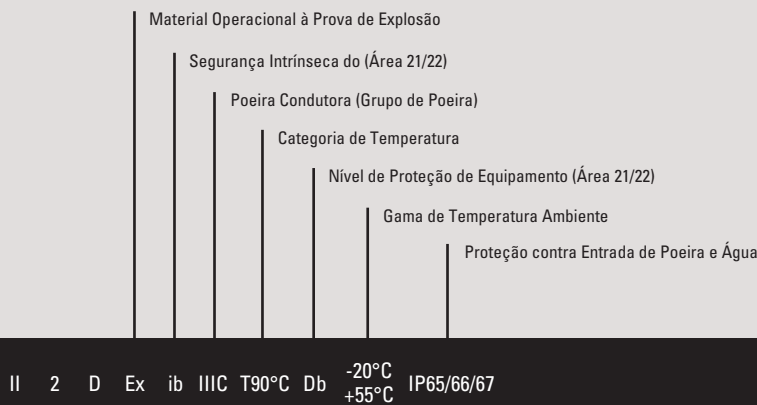 Material Operacional à Prova de Explosão
Segurança Intrínseca do (Área 21/22)
Poeira Condutora (Grupo de Poeira)
Categoria de Temperatura
Nível de Proteção de Equipamento (Área 21/22)
Gama de Temperatura Ambiente
Proteção contra Entrada de Poeira e Água
II 2 D Ex ib IIIC T90°C Db -20°C +55°C IP65/66/67